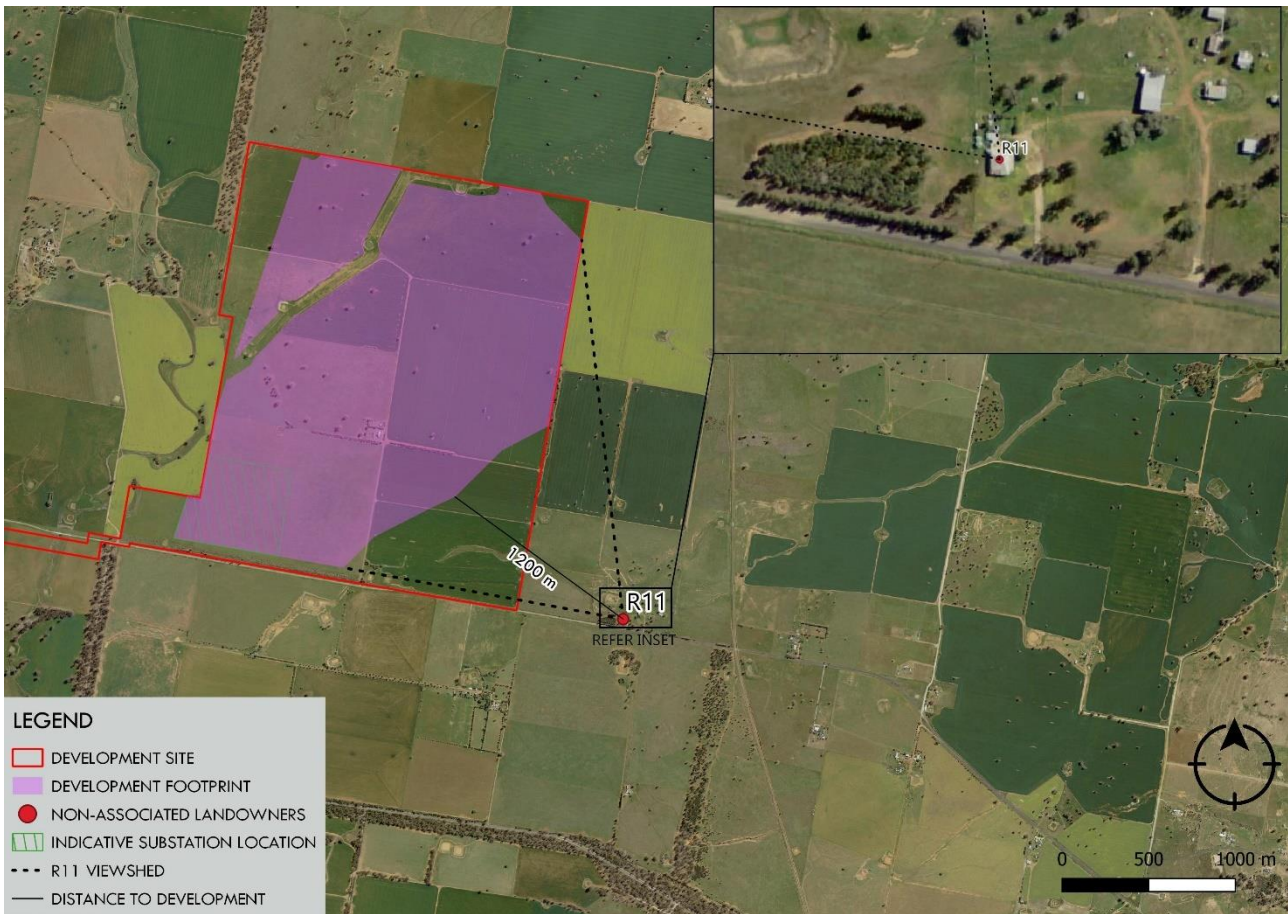 R11
1200 m
R11
REFER INSET
LEGEND
DEVELOPMENT SITE
DEVELOPMENT FOOTPRINT
NON-ASSOCIATED LANDOWNERS
INDICATIVE SUBSTATION LOCATION
R11 VIEWSHED
DISTANCE TO DEVELOPMENT
0 500 1000 m